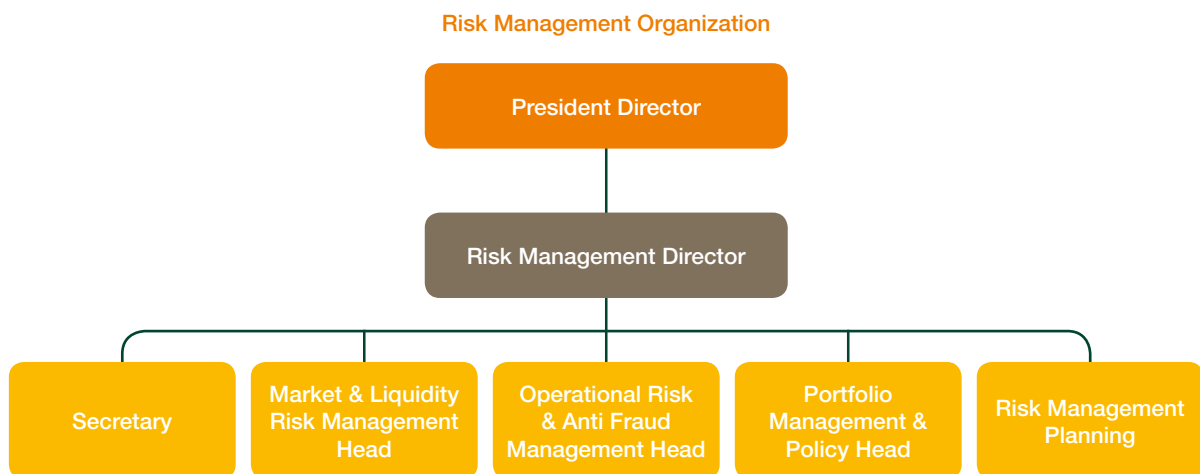 Risk Management Organization
President Director
Risk Management Director
Secretary
Market & Liquidity
Risk Management
Head
Operational Risk
& Anti Fraud
Management Head
Portfolio
Management &
Policy Head
Risk Management
Planning